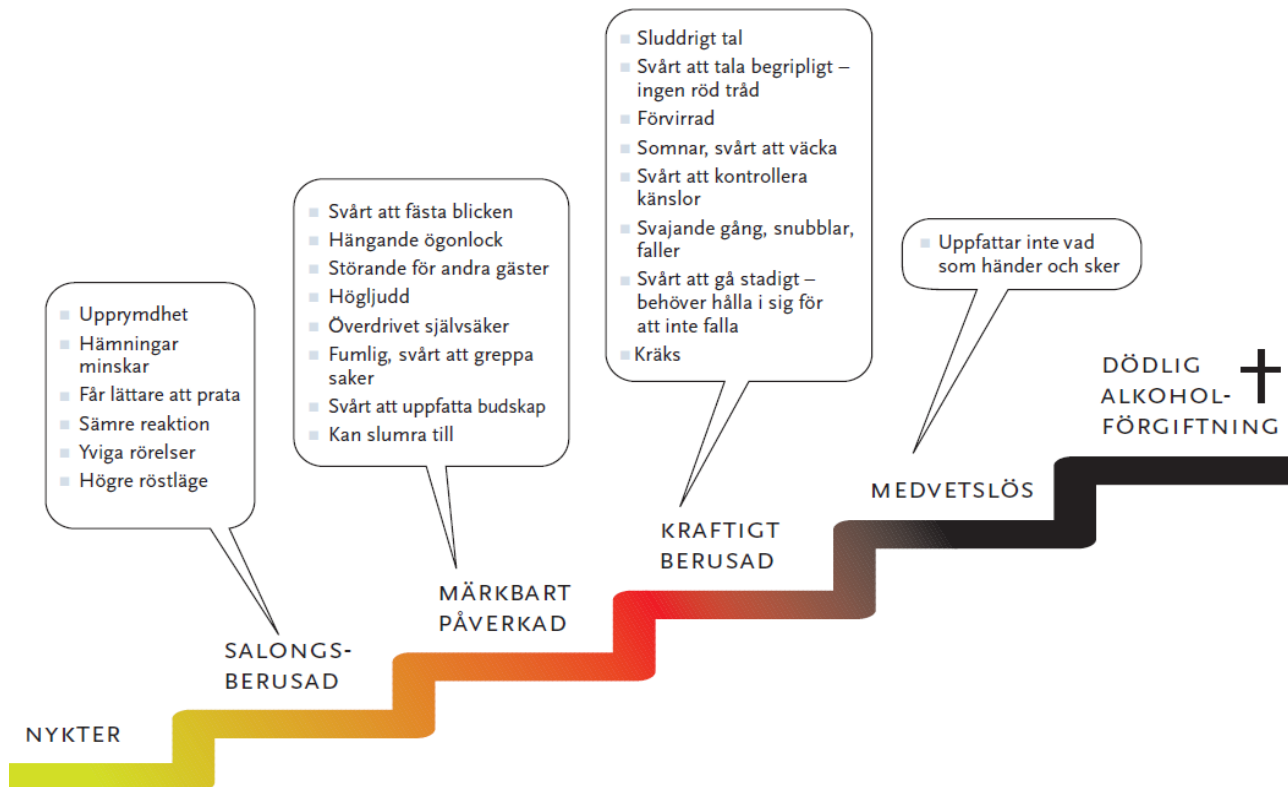 Upprymdhet
Hämningar
minskar
Får lättare att prata
Sämre reaktion
Yviga rörelser
Högre röstläge
Svårt att fästa blicken
Hängande ögonlock
Störande för andra gäster
Högljudd
Överdrivet självsäker
Fumlig, svårt att greppa
saker
Svårt att uppfatta budskap
Kan slumra till
Sluddrigt tal
Svårt att tala begripligt –
ingen röd tråd
Förvirrad
Somnar, svårt att väcka
Svårt att kontrollera
känslor
Svajande gång, snubblar,
faller
Svårt att gå stadigt –
behöver hålla i sig för
att inte falla
Kräks
Uppfattar inte vad
som händer och sker
NYKTER
SALONGS-
BERUSAD
MÄRKBART
PÅVERKAD
KRAFTIGT
BERUSAD
MEDVETSLÖS
DÖDLIG
ALKOHOL-
FÖRGIFTNING